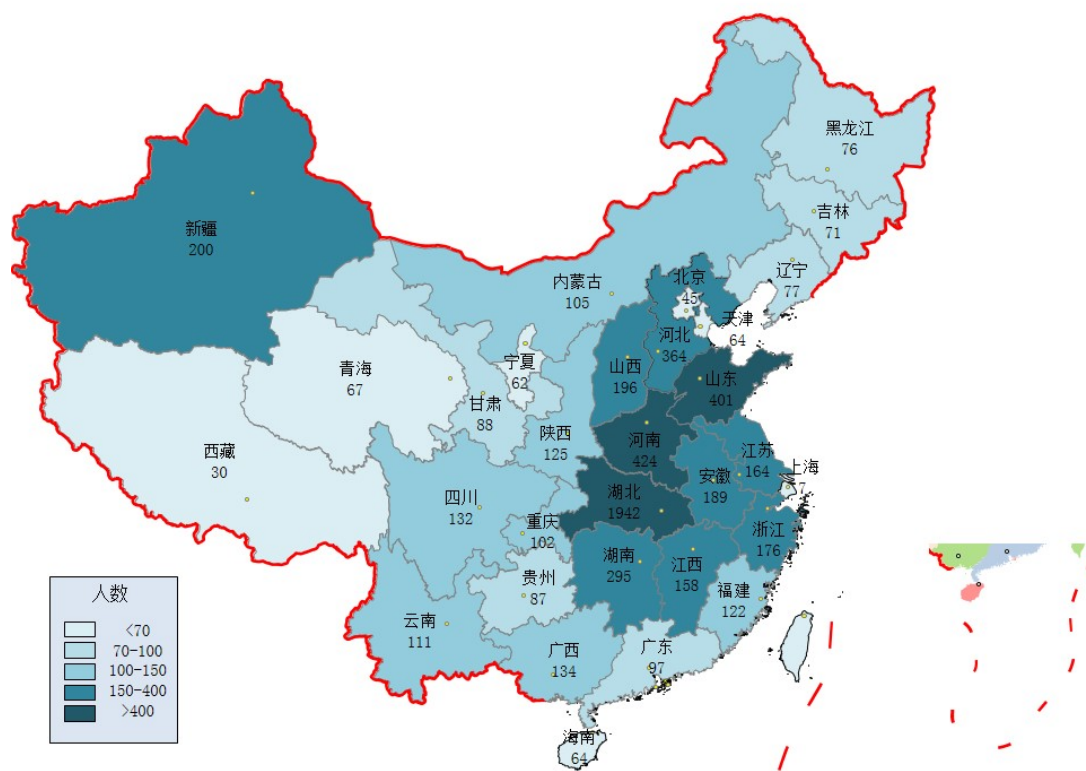 黑龙江
76
吉林
71
辽宁
77
新疆
200
内蒙古
105
北京
45
天津
64
河北
364
山西
196
山东
401
青海
67
宁夏
62
甘肃
88
陕西
125
河南
424
江苏
164
安徽
189
上海
西藏
30
四川
132
湖北
1942
重庆
102
浙江
176
湖南
295
江西
158
贵州
87
福建
122
云南
111
广西
134
广东
97
海南
64
人数
<70
70-100
100-150
150-400
>400